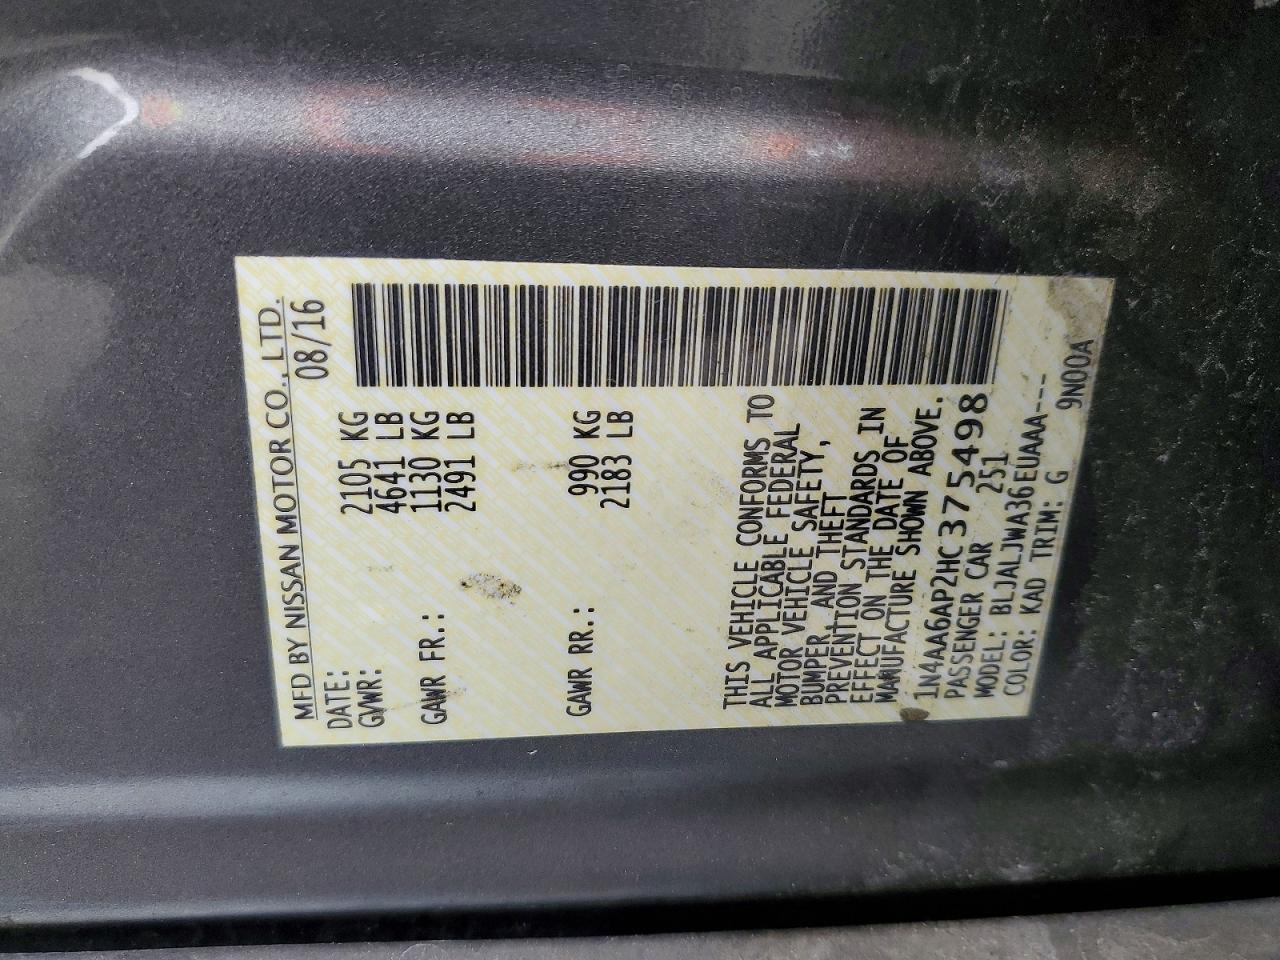 MFD BY NISSAN MOTOR CO., LTD.
DATE: 08/16
GVWR: 2105 KG
4641 LB
GAWR FR.: 1130 KG
2491 LB
GAWR RR.: 990 KG
2183 LB
THIS VEHICLE CONFORMS TO
ALL APPLICABLE FEDERAL
MOTOR VEHICLE SAFETY,
BUMPER, AND THEFT
PREVENTION STANDARDS IN
EFFECT ON THE DATE OF
MANUFACTURE SHOWN ABOVE.
1N4AA6AP2HC375498
PASSENGER CAR 251
MODEL: BLJALJWA36EUAAA---
COLOR: KAD TRIM: G 9N00A